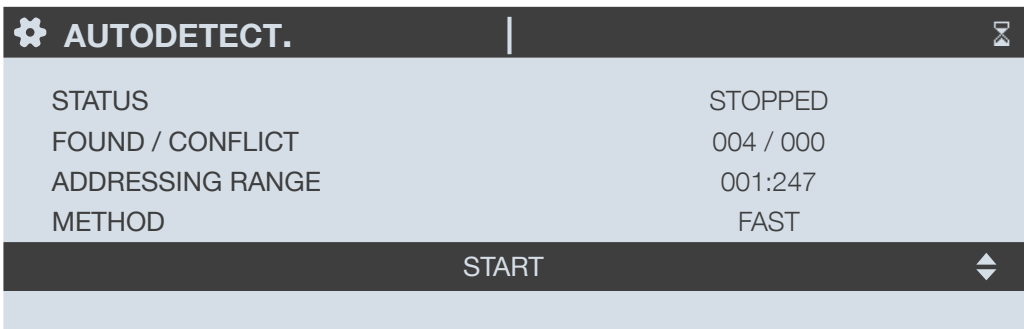 AUTODETECT.
STATUS STOPPED
FOUND / CONFLICT 004 / 000
ADDRESSING RANGE 001:247
METHOD FAST
START